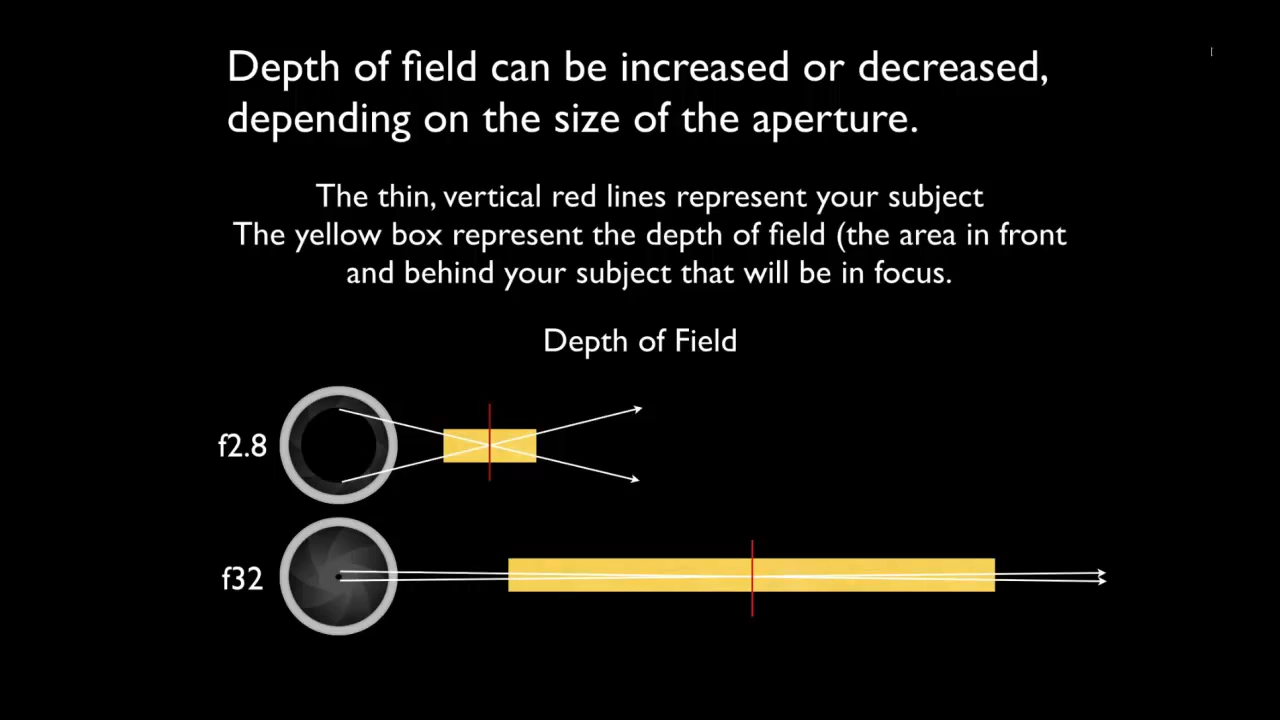 Depth of field can be increased or decreased,
depending on the size of the aperture.
The thin, vertical red lines represent your subject
The yellow box represent the depth of field (the area in front
and behind your subject that will be in focus.
Depth of Field
f2.8
f32